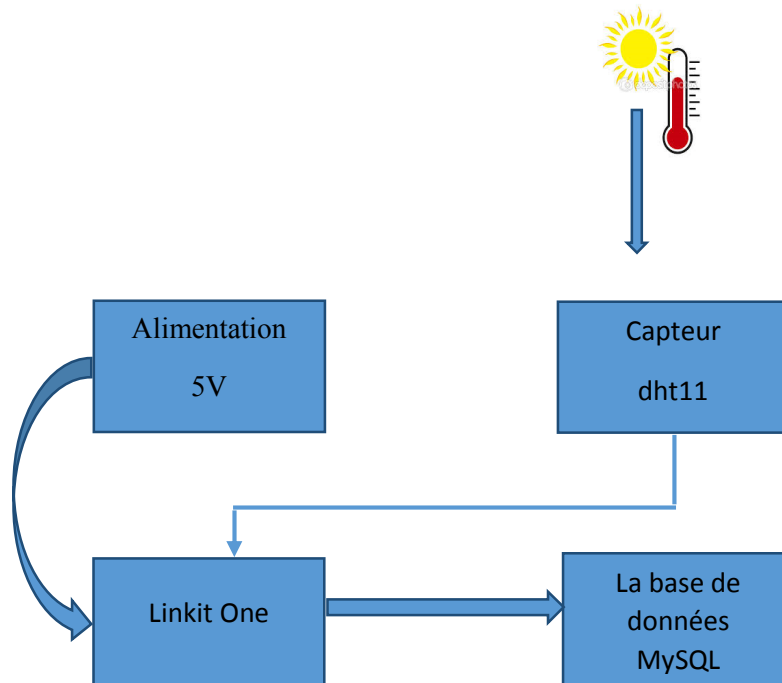 Alimentation
5V
Capteur
dht11
Linkit One
La base de
données
MySQL